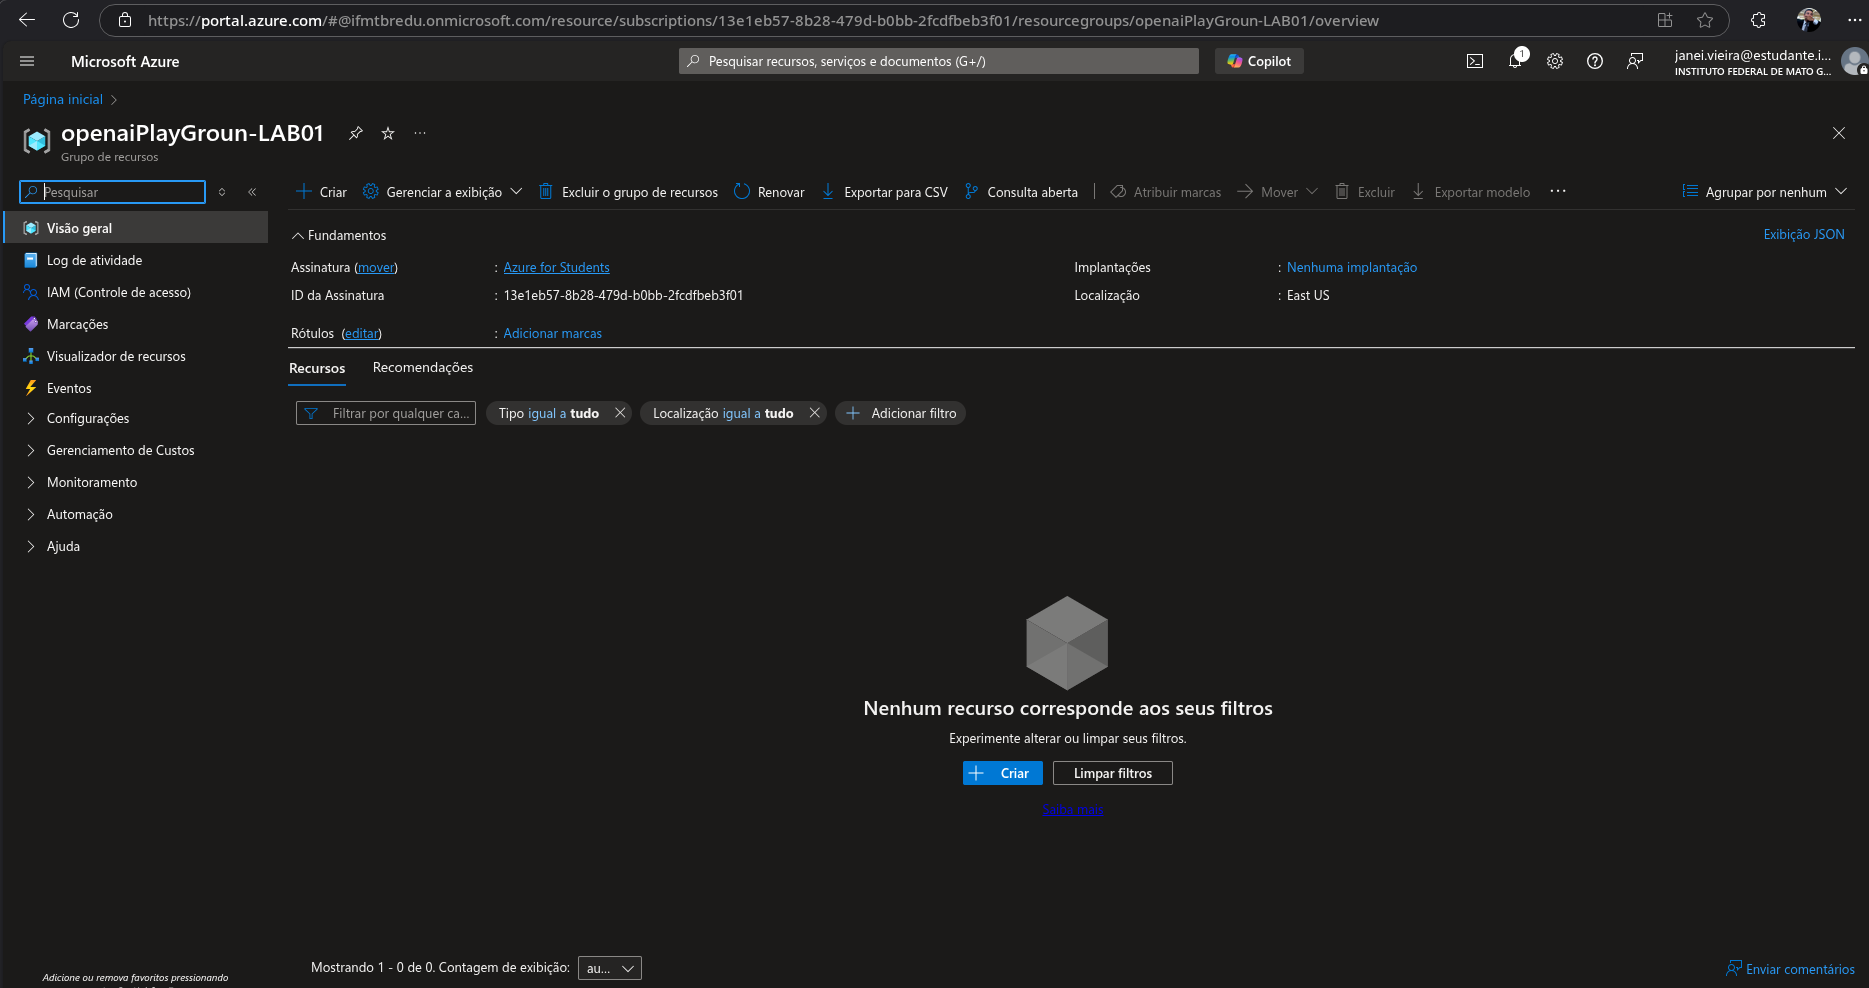 https://portal.azure.com/#@ifmtbredu.onmicrosoft.com/resource/subscriptions/13e1eb57-8b28-479d-b0bb-2fcdfbeb3f01/resourcegroups/openaiPlayGroun-LAB01/overview
Microsoft Azure
Pesquisar recursos, serviços e documentos (G+/)
Copilot
1
janei.vieira@estudante.i...
INSTITUTO FEDERAL DE MATO G...
Página inicial
openaiPlayGroun-LAB01
Grupo de recursos
Pesquisar
Criar
Gerenciar a exibição
Excluir o grupo de recursos
Renovar
Exportar para CSV
Consulta aberta
Atribuir marcas
Mover
Excluir
Exportar modelo
Agrupar por nenhum
Visão geral
Log de atividade
IAM (Controle de acesso)
Marcações
Visualizador de recursos
Eventos
Configurações
Gerenciamento de Custos
Monitoramento
Automação
Ajuda
Fundamentos
Exibição JSON
Assinatura (mover) : Azure for Students
Implantações : Nenhuma implantação
ID da Assinatura : 13e1eb57-8b28-479d-b0bb-2fcdfbeb3f01
Localização : East US
Rótulos (editar) : Adicionar marcas
Recursos
Recomendações
Filtrar por qualquer ca...
Tipo igual a tudo
Localização igual a tudo
Adicionar filtro
Nenhum recurso corresponde aos seus filtros
Experimente alterar ou limpar seus filtros.
Criar
Limpar filtros
Saiba mais
Mostrando 1 - 0 de 0. Contagem de exibição: au...
Enviar comentários
Adicione ou remova favoritos pressionando